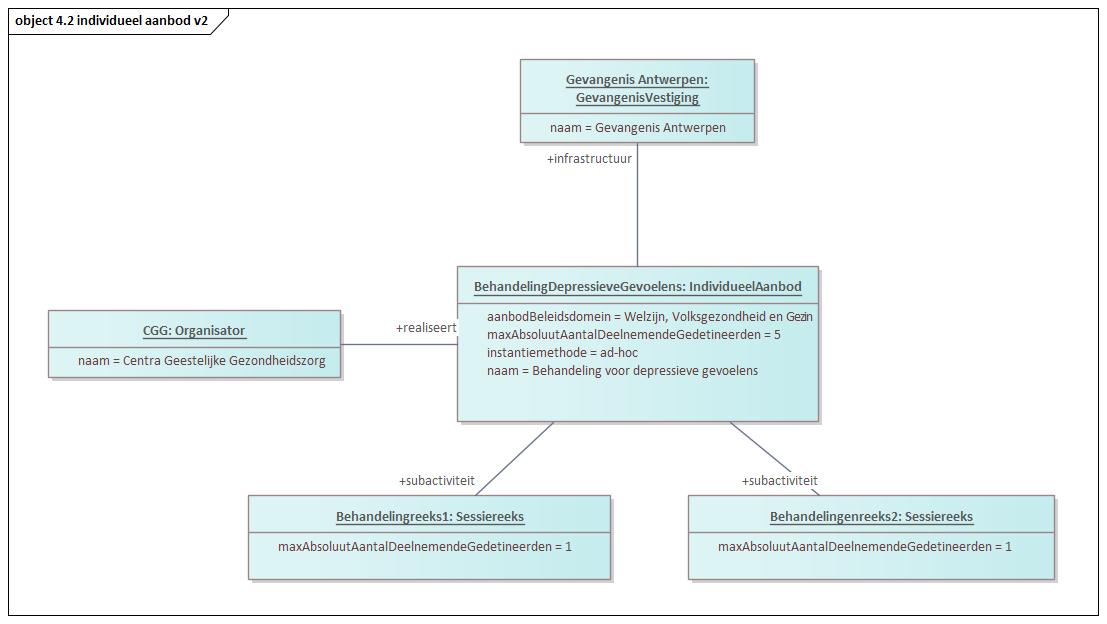 object 4.2 individueel aanbod v2
Gevangenis Antwerpen:
GevangenisVestiging
naam = Gevangenis Antwerpen
+infrastructuur
BehandelingDepressieveGevoelens: IndividueelAanbod
aanbodBeleidsdomein = Welzijn, Volksgezondheid en Gezin
maxAbsoluutAantalDeelnemendeGedetineerden = 5
instantiemethode = ad-hoc
naam = Behandeling voor depressieve gevoelens
CGG: Organisator
naam = Centra Geestelijke Gezondheidszorg
+realiseert
+subactiviteit
+subactiviteit
Behandelingreeks1: Sessiereeks
maxAbsoluutAantalDeelnemendeGedetineerden = 1
Behandelingenreeks2: Sessiereeks
maxAbsoluutAantalDeelnemendeGedetineerden = 1